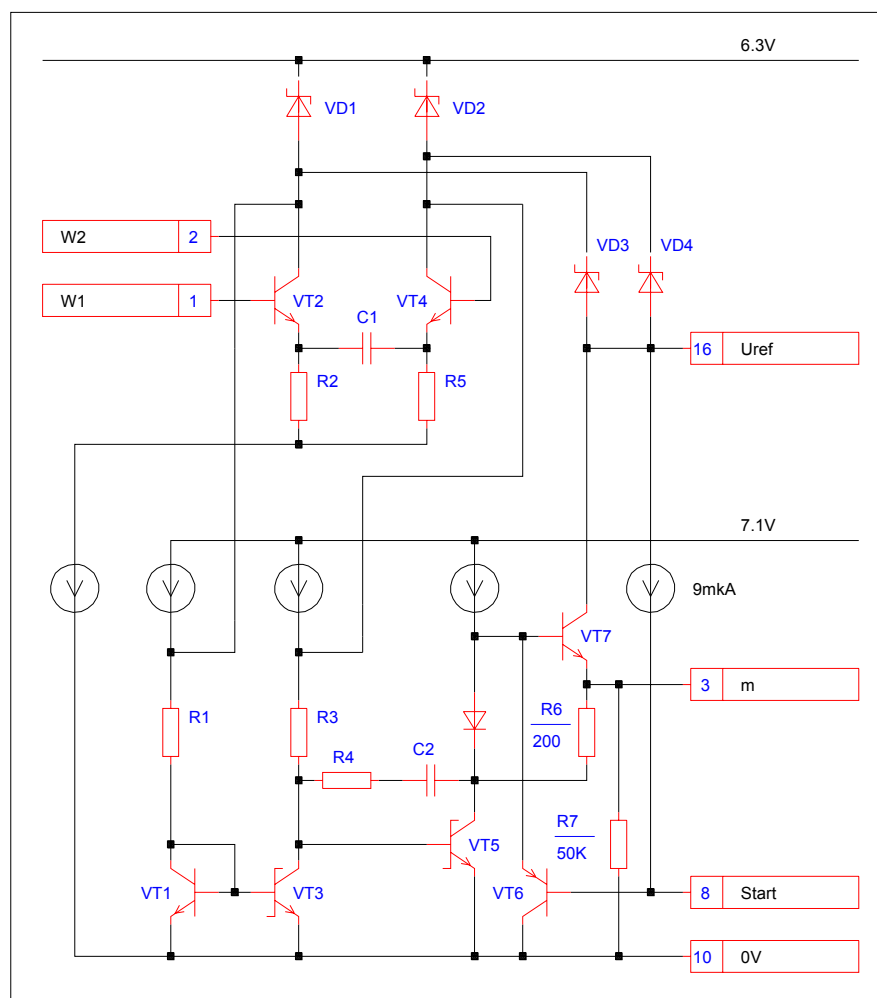 6.3V
VD1
VD2
W2 2
VD3
VD4
W1 1
VT2
VT4
C1
16 Uref
R2
R5
7.1V
9mkA
VT7
3 m
R1
R3
R6
200
R4
C2
R7
50K
VT5
VT1
VT3
VT6
8 Start
10 0V